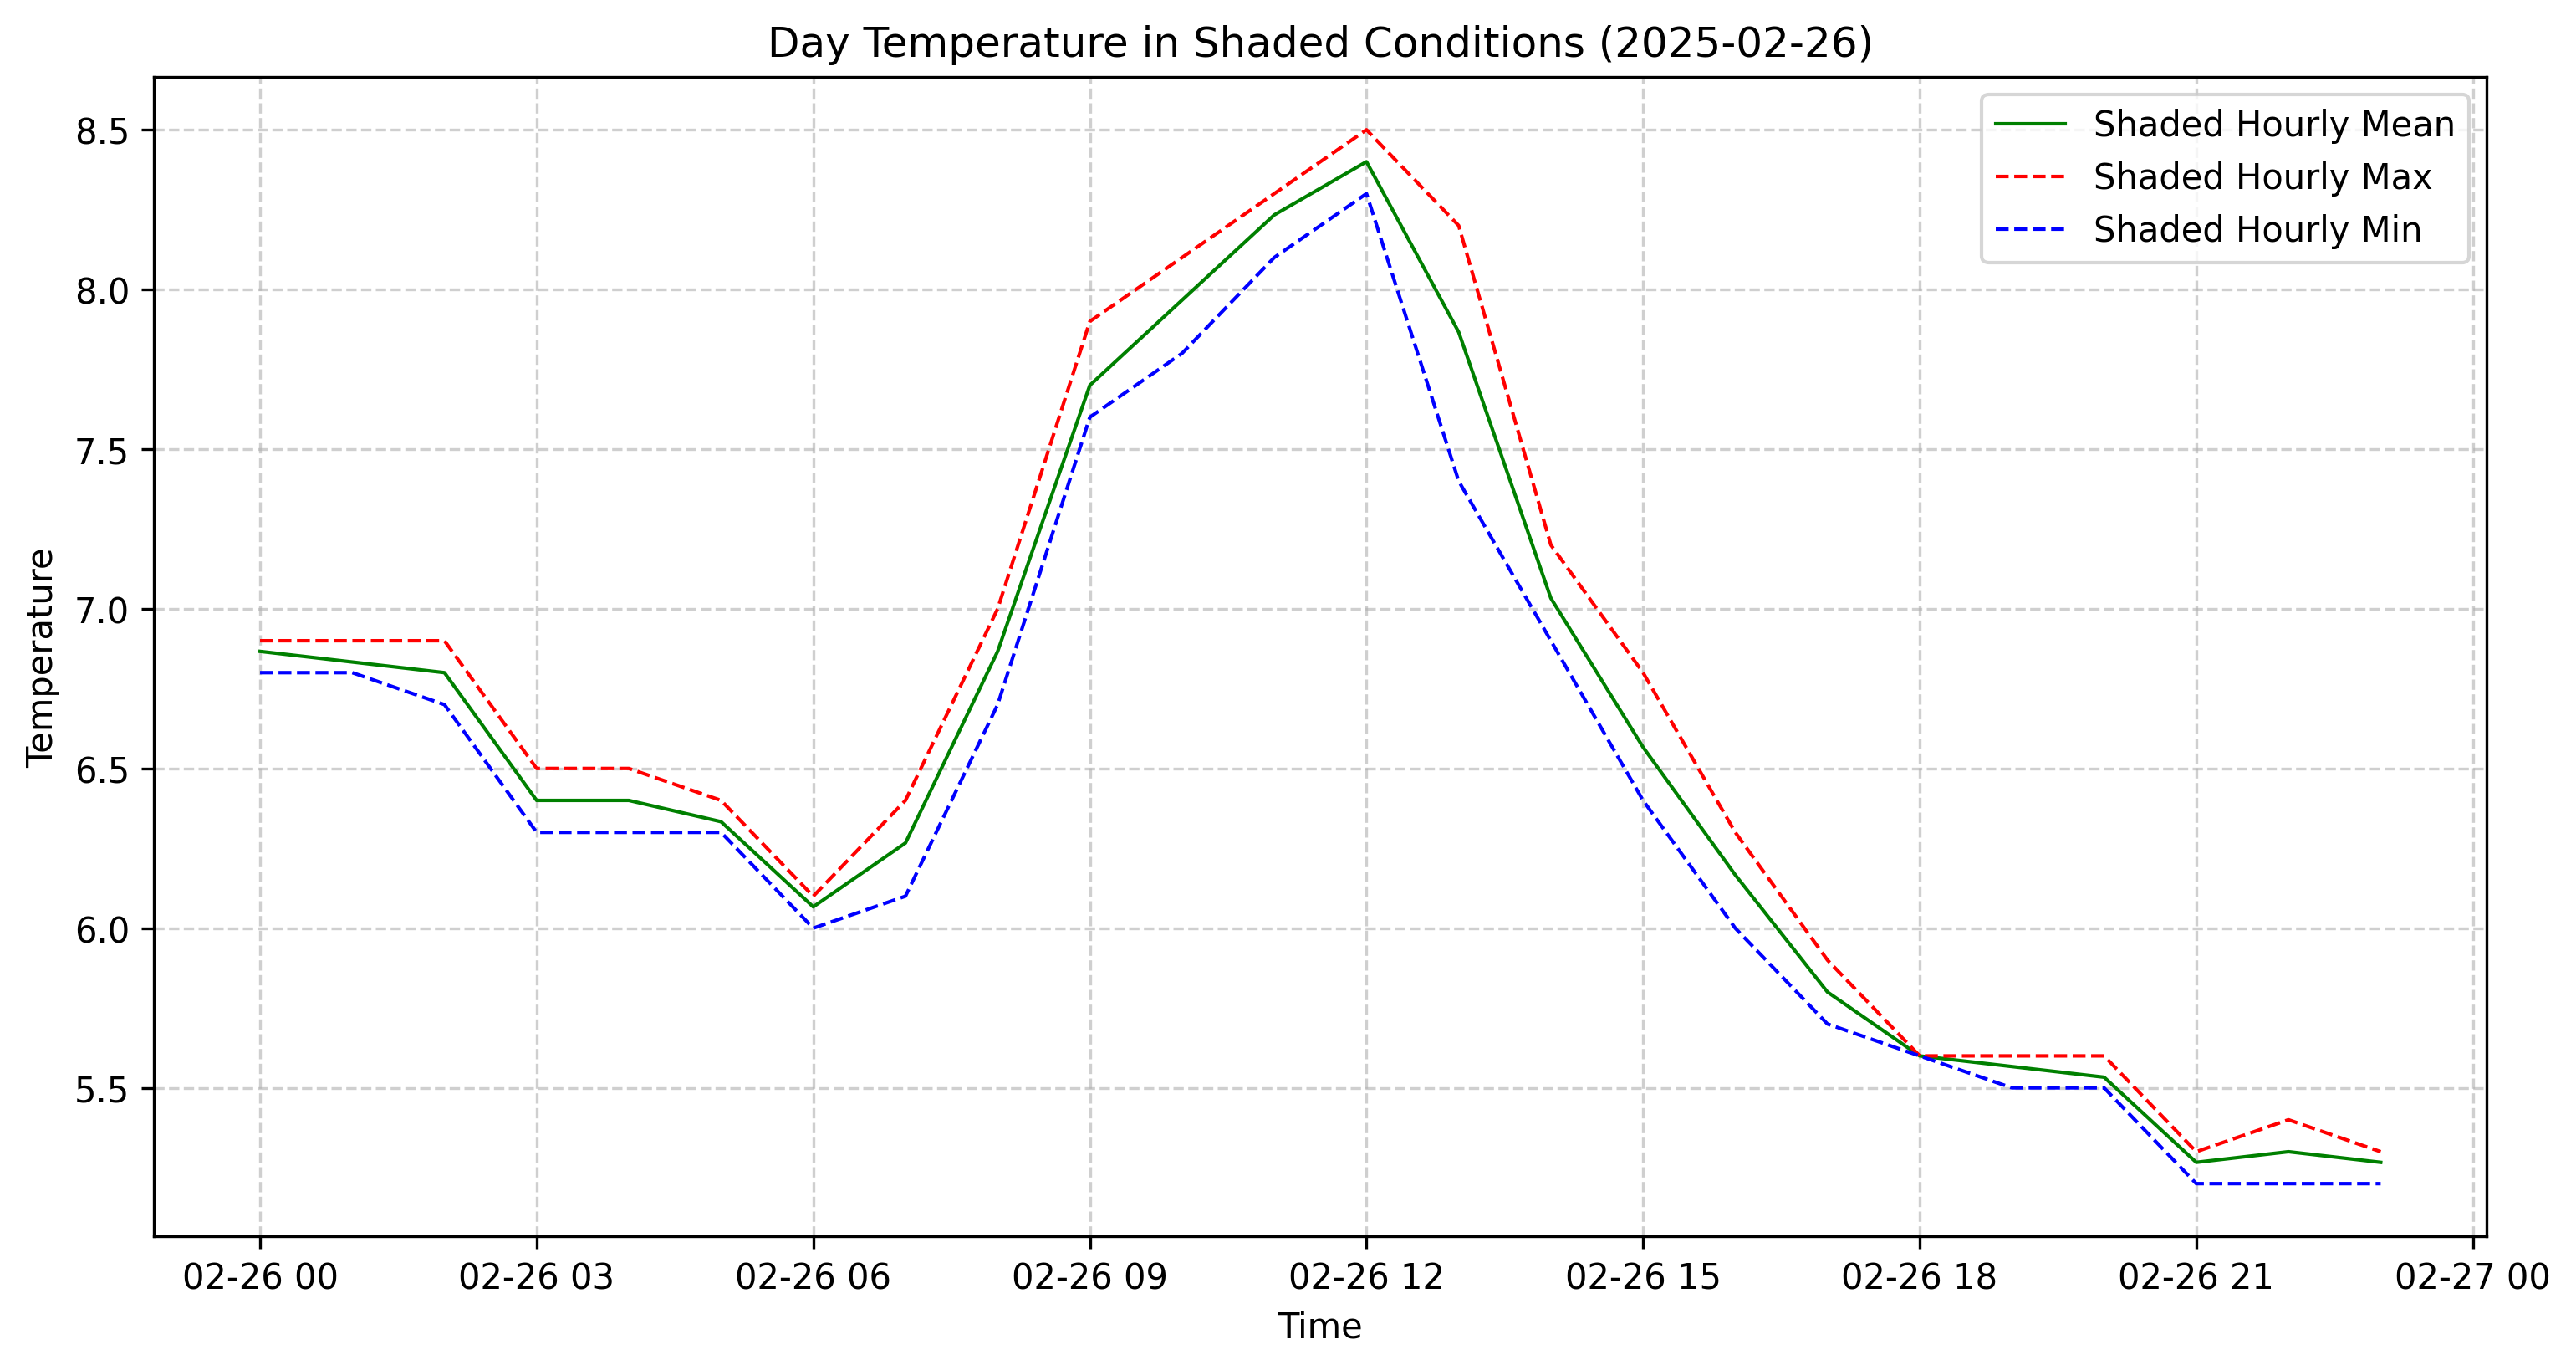 Day Temperature in Shaded Conditions (2025-02-26)
Shaded Hourly Mean
Shaded Hourly Max
Shaded Hourly Min
Temperature
8.5
8.0
7.5
7.0
6.5
6.0
5.5
02-26 00 02-26 03 02-26 06 02-26 09 02-26 12 02-26 15 02-26 18 02-26 21 02-27 00
Time